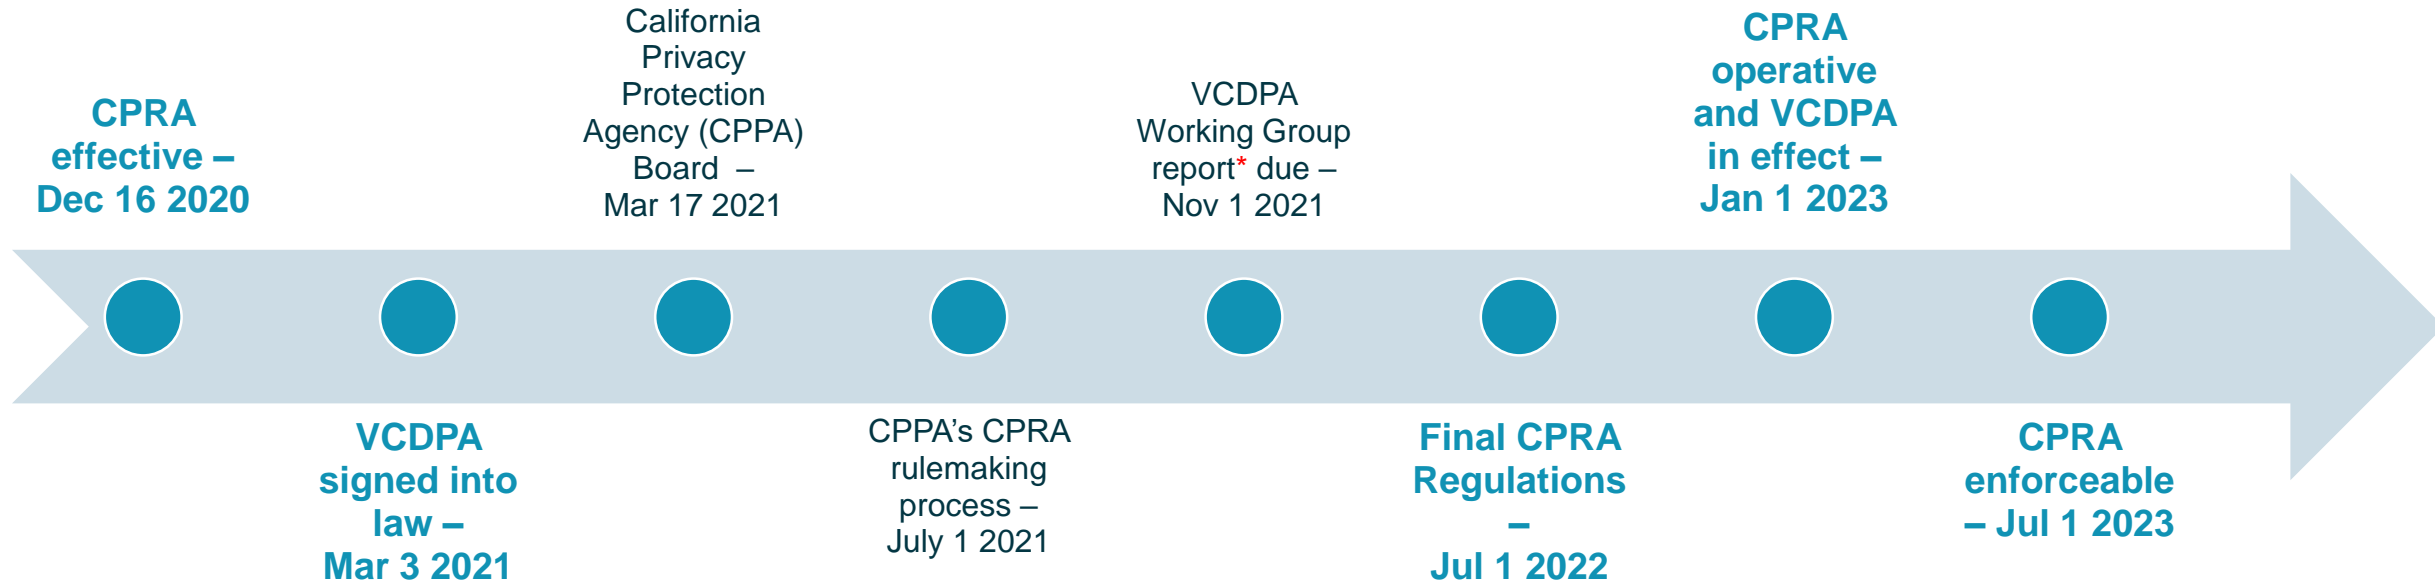 CPRA
effective –
Dec 16 2020
VCDPA
signed into
law –
Mar 3 2021
California
Privacy
Protection
Agency (CPPA)
Board –
Mar 17 2021
CPPA’s CPRA
rulemaking
process –
July 1 2021
VCDPA
Working Group
report* due –
Nov 1 2021
Final CPRA
Regulations
–
Jul 1 2022
CPRA
operative
and VCDPA
in effect –
Jan 1 2023
CPRA
enforceable
– Jul 1 2023